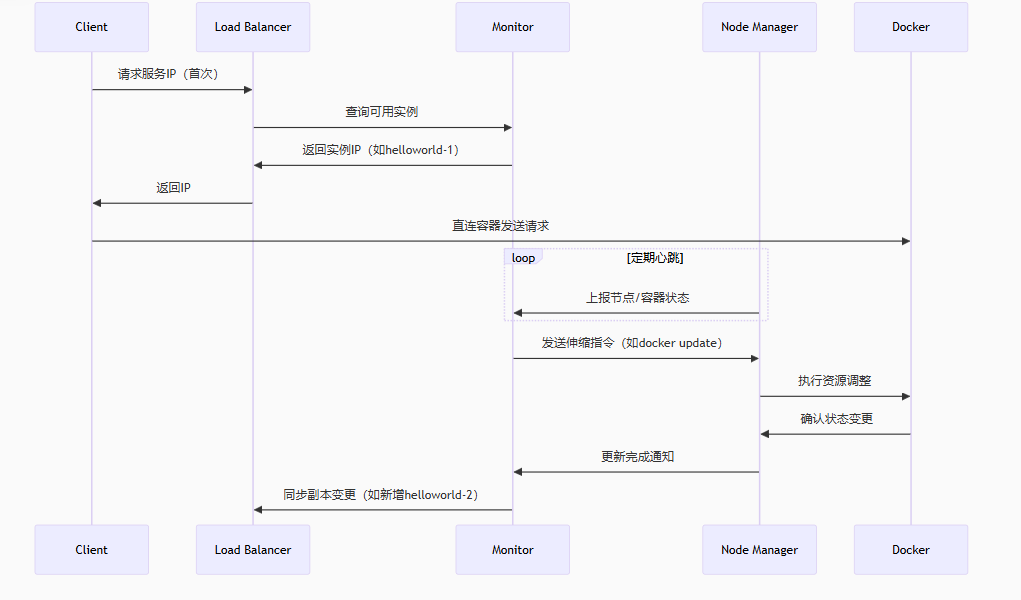 Client
Load Balancer
Monitor
Node Manager
Docker
请求服务IP（首次）
查询可用实例
返回实例IP（如helloworld-1）
返回IP
直连容器发送请求
loop
[定期心跳]
上报节点/容器状态
发送伸缩指令（如docker update）
执行资源调整
确认状态变更
更新完成通知
同步副本变更（如新增helloworld-2）
Client
Load Balancer
Monitor
Node Manager
Docker